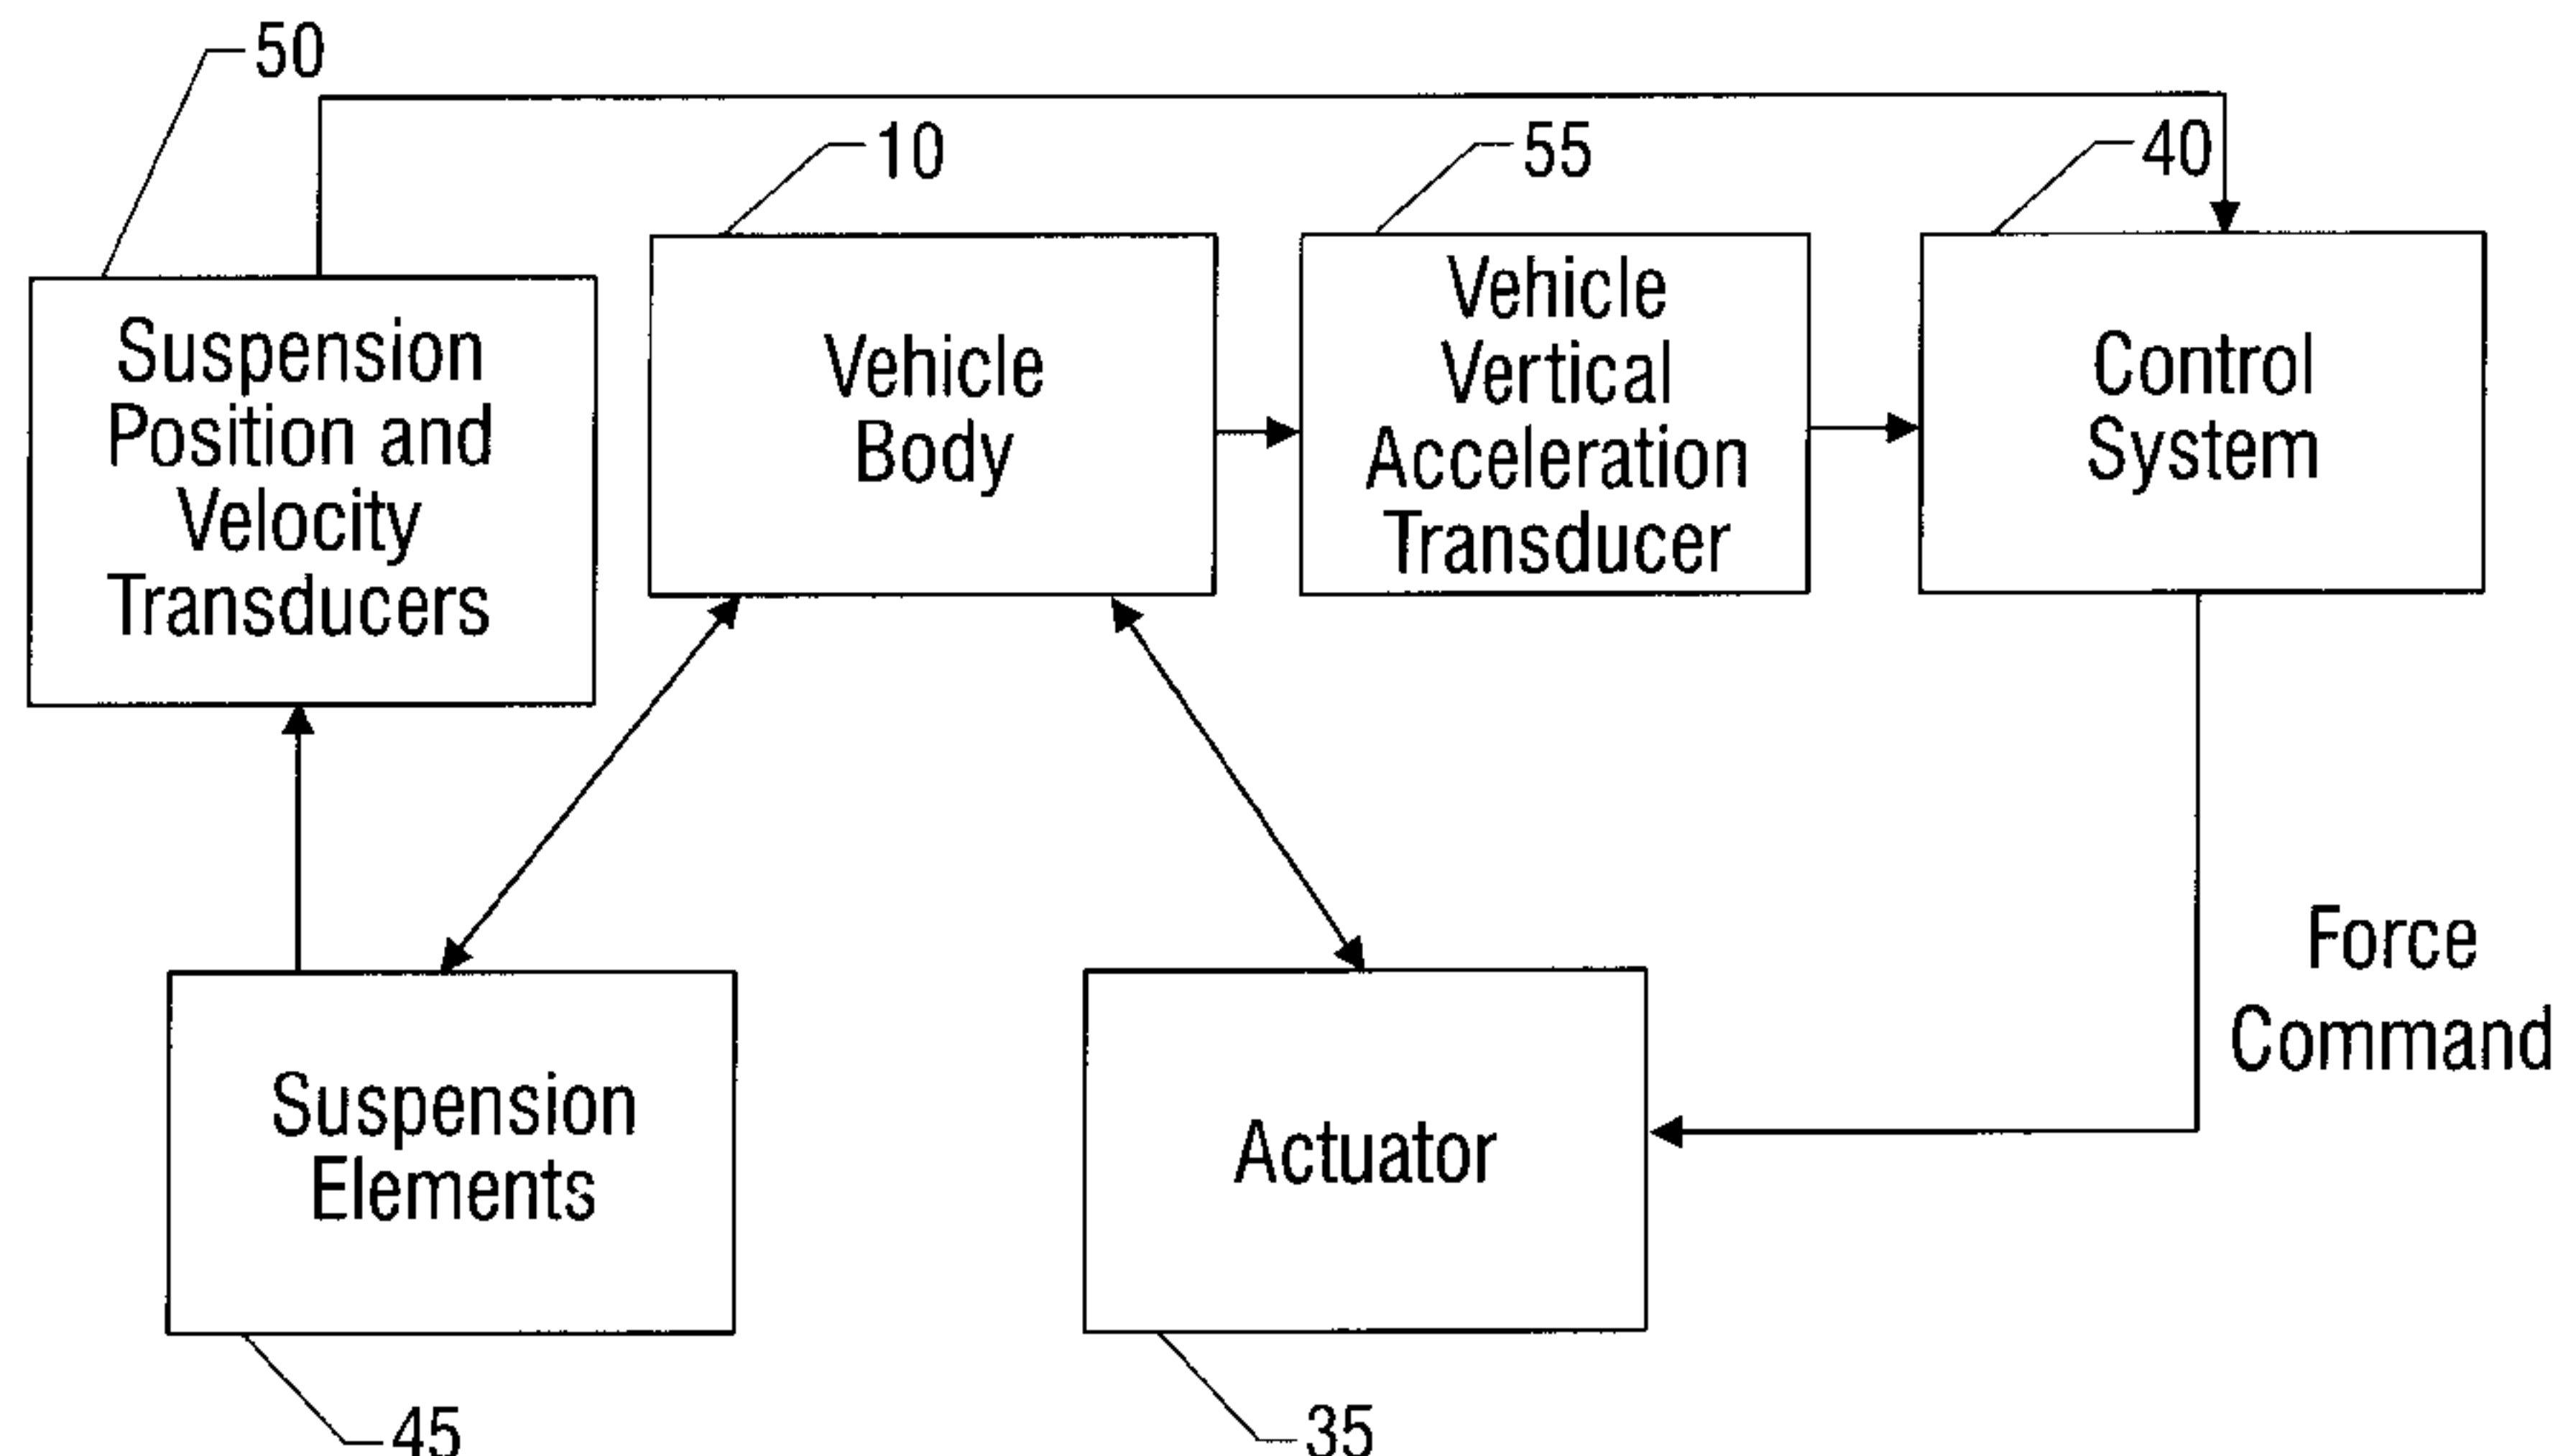 50
10
55
40
Suspension
Position and
Velocity
Transducers
Vehicle
Body
Vehicle
Vertical
Acceleration
Transducer
Control
System
Force
Command
Suspension
Elements
Actuator
45
35